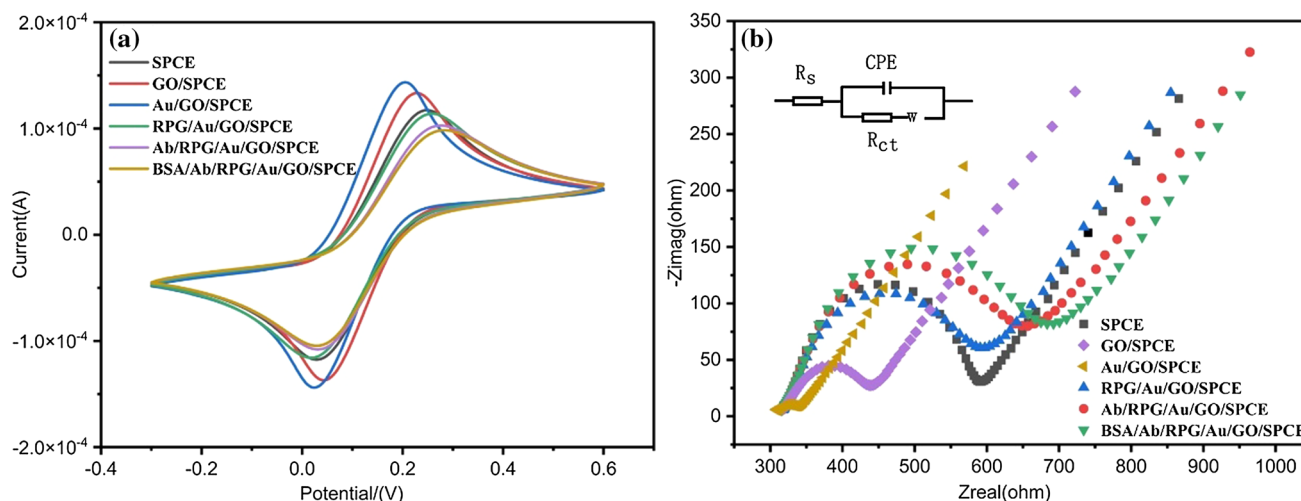 (a)
SPCE
GO/SPCE
Au/GO/SPCE
RPG/Au/GO/SPCE
Ab/RPG/Au/GO/SPCE
BSA/Ab/RPG/Au/GO/SPCE
2.0×10⁻⁴
1.0×10⁻⁴
0.0
-1.0×10⁻⁴
-2.0×10⁻⁴
Current(A)
-0.4
-0.2
0.0
0.2
0.4
0.6
Potential/(V)
(b)
Rs
CPE
W
Rct
350
300
250
200
150
100
50
0
-Zimag(ohm)
SPCE
GO/SPCE
Au/GO/SPCE
RPG/Au/GO/SPCE
Ab/RPG/Au/GO/SPCE
BSA/Ab/RPG/Au/GO/SPCE
300
400
500
600
700
800
900
1000
Zreal(ohm)